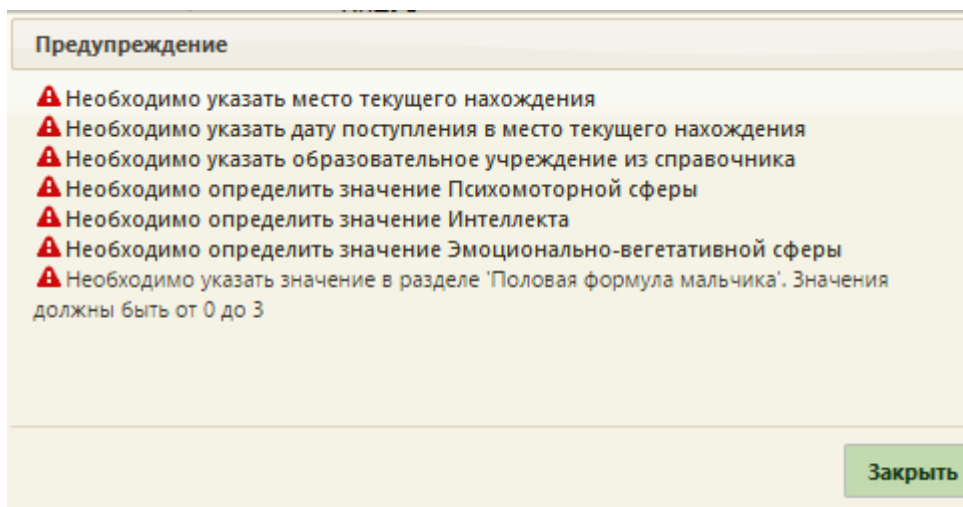 Предупреждение
Необходимо указать место текущего нахождения
Необходимо указать дату поступления в место текущего нахождения
Необходимо указать образовательное учреждение из справочника
Необходимо определить значение Психомоторной сферы
Необходимо определить значение Интеллекта
Необходимо определить значение Эмоционально-вегетативной сферы
Необходимо указать значение в разделе 'Половая формула мальчика'. Значения
должны быть от 0 до 3
Закрыть